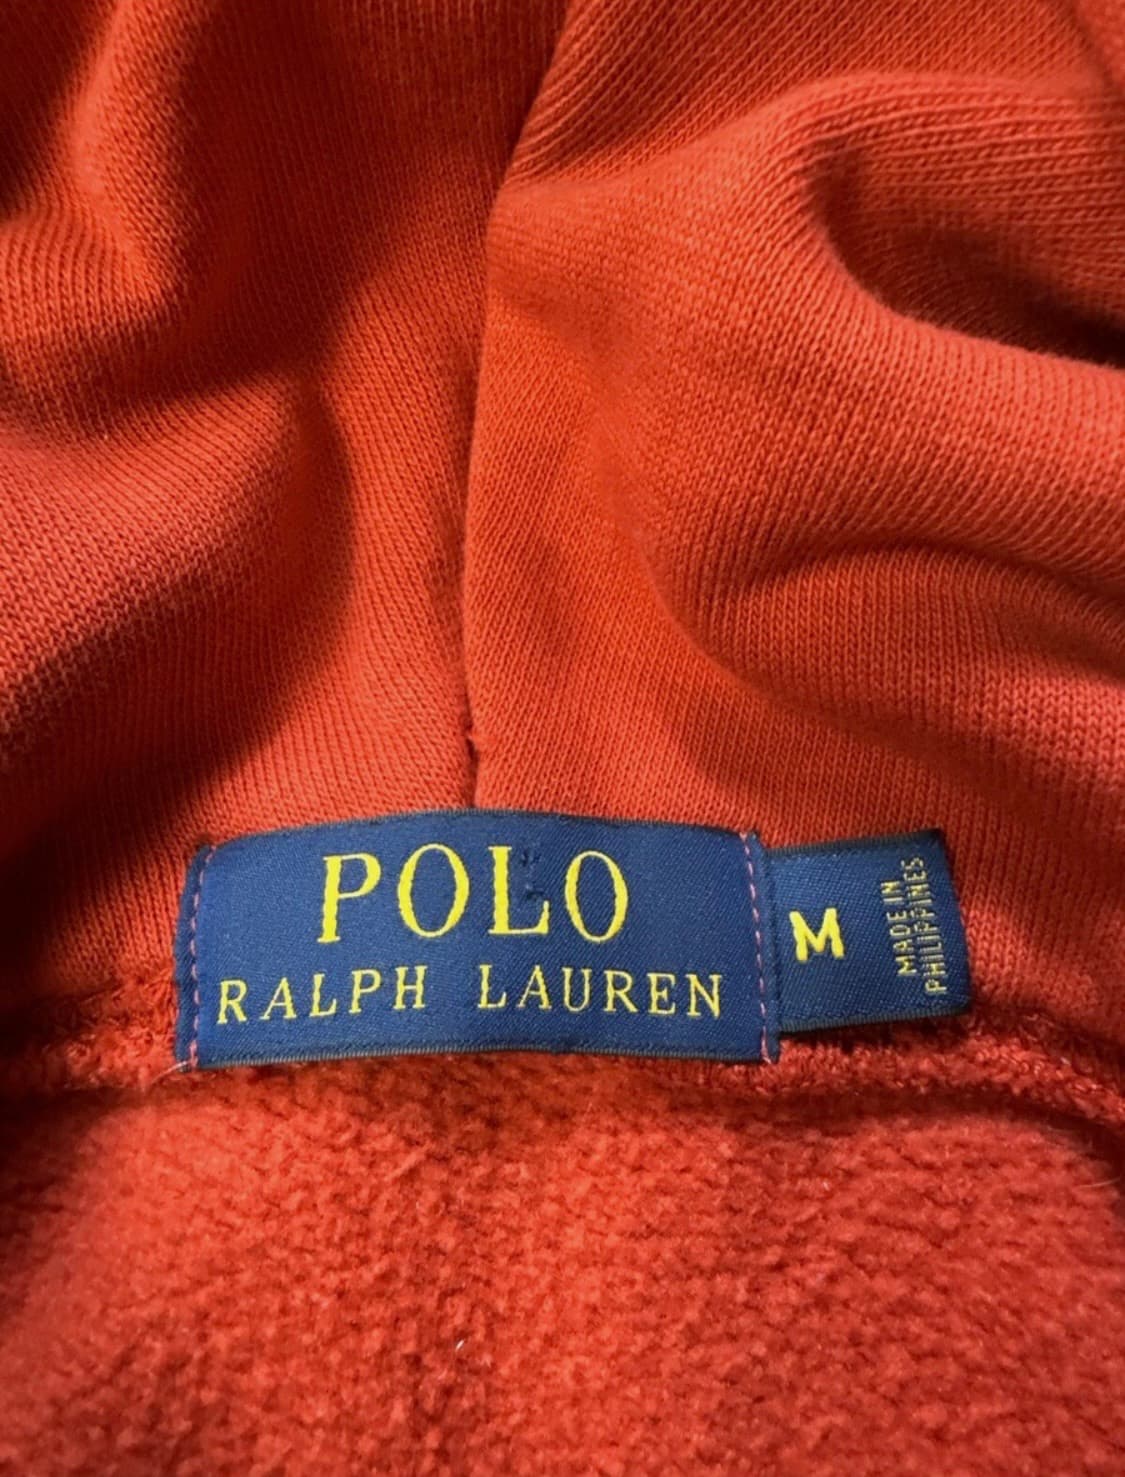 POLO
RALPH LAUREN
M
MADE IN
PHILIPPINES